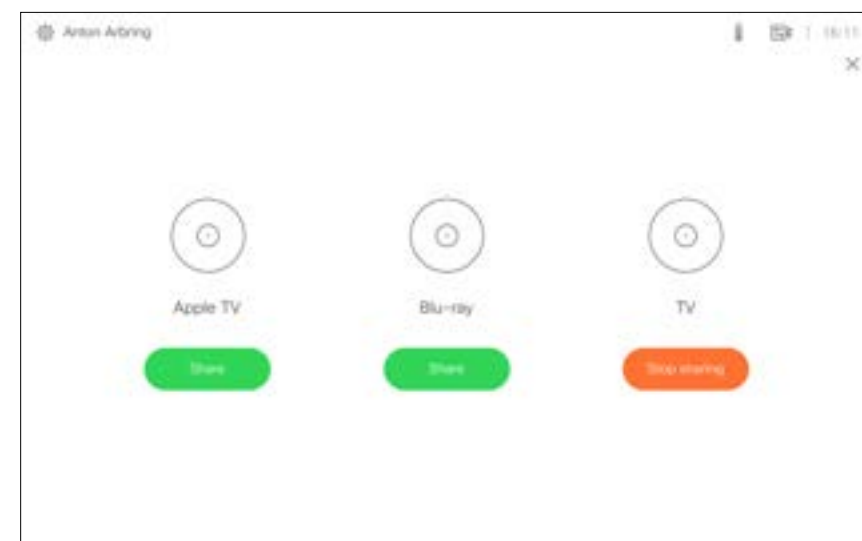 Anton Arbring
Apple TV
Blu-ray
TV
Share
Share
Stop sharing